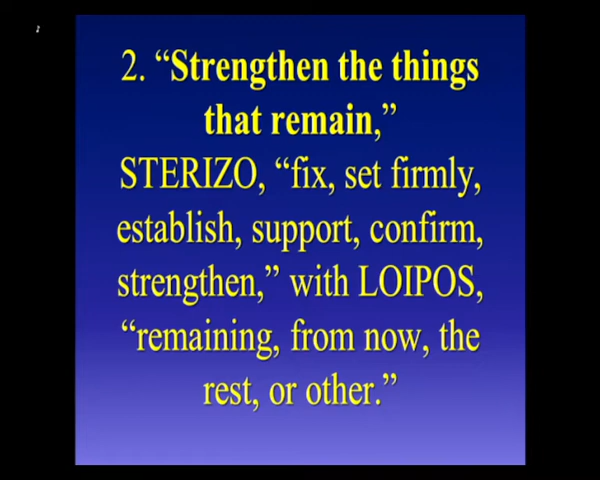 2. “Strengthen the things
that remain,”
STERIZO, “fix, set firmly,
establish, support, confirm,
strengthen,” with LOIPOS,
“remaining, from now, the
rest, or other.”